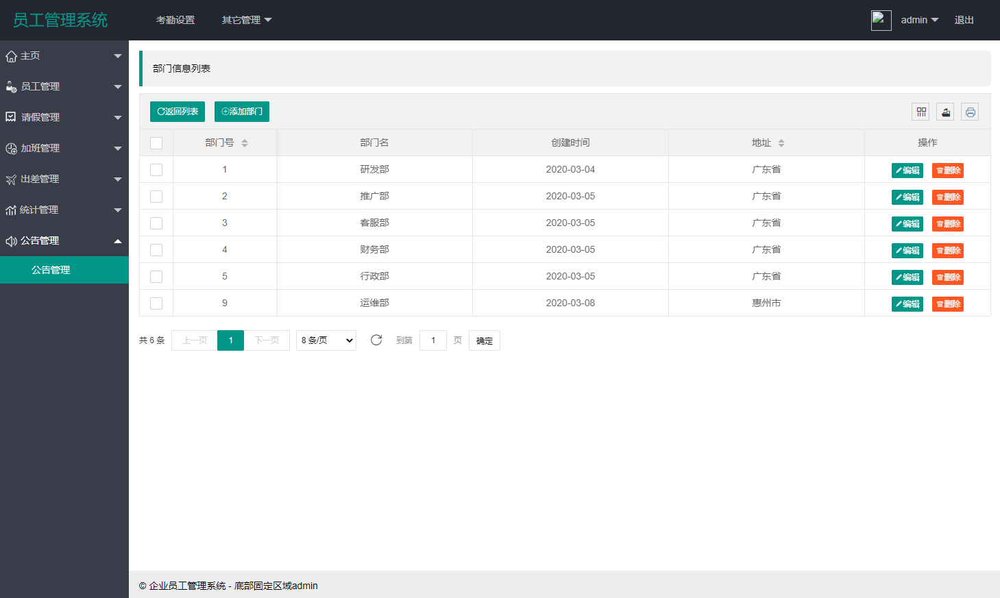 员工管理系统 考勤设置 其它管理 admin 退出
主页
员工管理
请假管理
加班管理
出差管理
统计管理
公告管理
公告管理
部门信息列表
返回列表 添加部门
部门号 部门名 创建时间 地址 操作
1 研发部 2020-03-04 广东省 编辑 删除
2 推广部 2020-03-05 广东省 编辑 删除
3 客服部 2020-03-05 广东省 编辑 删除
4 财务部 2020-03-05 广东省 编辑 删除
5 行政部 2020-03-05 广东省 编辑 删除
9 运维部 2020-03-08 惠州市 编辑 删除
共 6 条 上一页 1 下一页 8 条/页 到第 1 页 确定
© 企业员工管理系统 - 底部固定区域admin